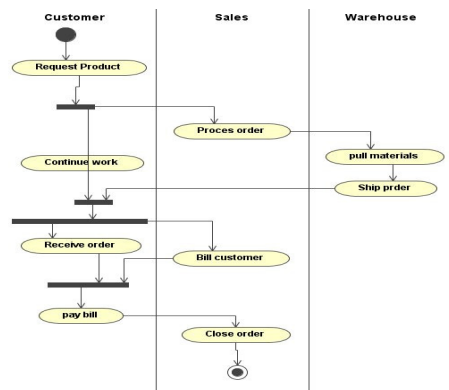 Customer Sales Warehouse
Request Product
Proces order
Continue work
pull materials
Ship prder
Receive order
Bill customer
pay bill
Close order